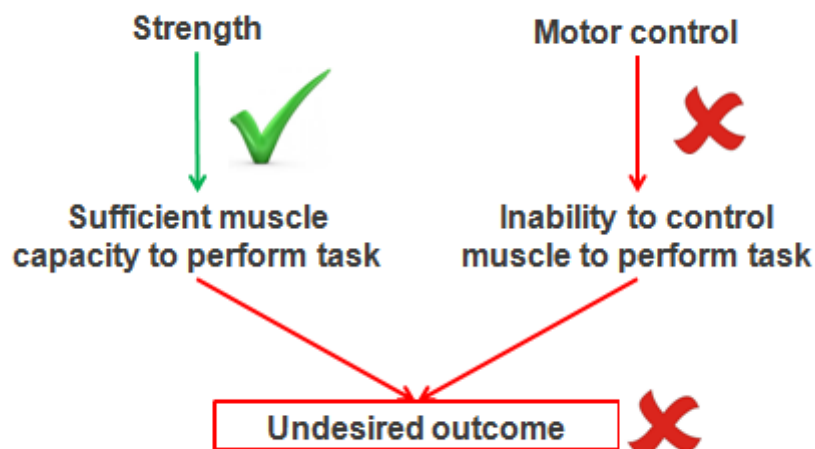 Strength
Motor control
Sufficient muscle
capacity to perform task
Inability to control
muscle to perform task
Undesired outcome